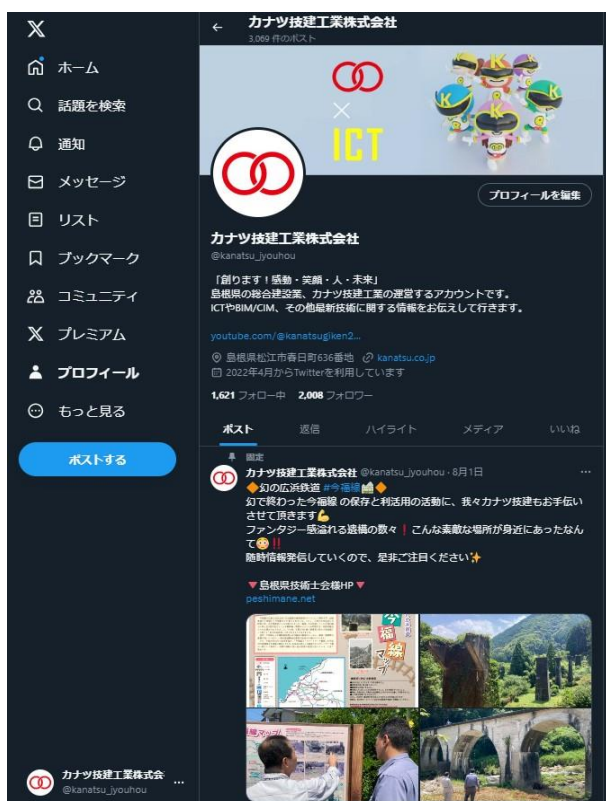 ホーム
話題を検索
通知
メッセージ
リスト
ブックマーク
コミュニティ
プレミアム
プロフィール
もっと見る
ポストする
カナツ技建工業株式会
@kanatsu_jyouhou
カナツ技建工業株式会社
3,069 件のポスト
×
ICT
プロフィールを編集
カナツ技建工業株式会社
@kanatsu_jyouhou
「創ります！感動・笑顔・人・未来」
島根県の総合建設業、カナツ技建工業の運営するアカウントです。
ICTやBIM/CIM、その他最新技術に関する情報をお伝えして行きます。
youtube.com/@kanatsugiken2...
島根県松江市春日町636番地 kanatsu.co.jp
2022年4月からTwitterを利用しています
1,621 フォロー中 2,008 フォロワー
ポスト 返信 ハイライト メディア いいね
固定
カナツ技建工業株式会社 @kanatsu_jyouhou · 8月1日
🔶幻の広浜鉄道 #今福線🔶
幻で終わった今福線 の保存と利活用の活動に、我々カナツ技建もお手伝い
させて頂きます💪
ファンタジー感溢れる遺構の数々❗こんな素敵な場所が身近にあったなん
て😳‼
随時情報発信していくので、是非ご注目ください✨
▼島根県技術士会様HP▼
peshimane.net
今福線マップ